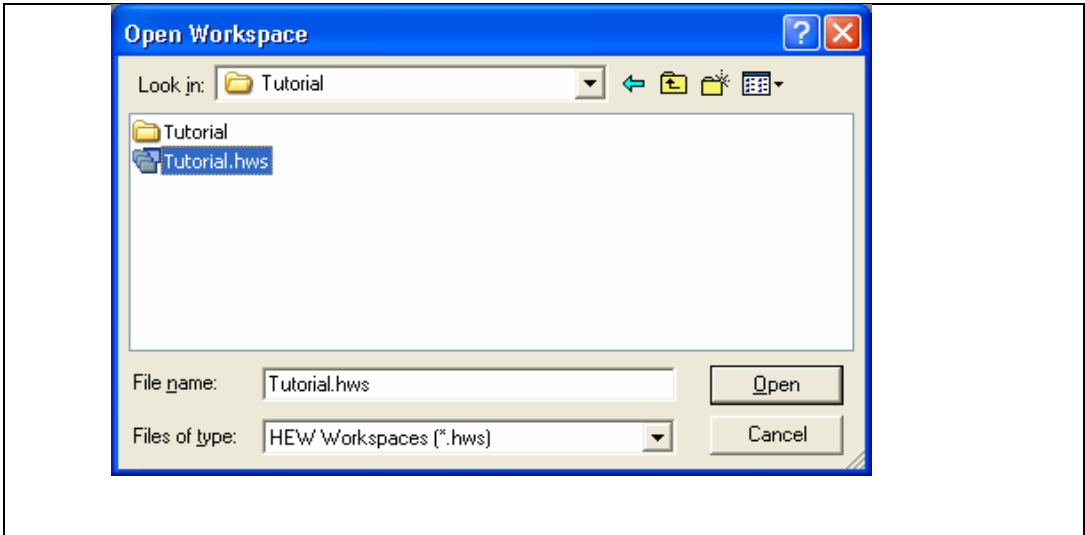 Open Workspace
Look in: Tutorial
Tutorial
Tutorial.hws
File name: Tutorial.hws Open
Files of type: HEW Workspaces (*.hws) Cancel